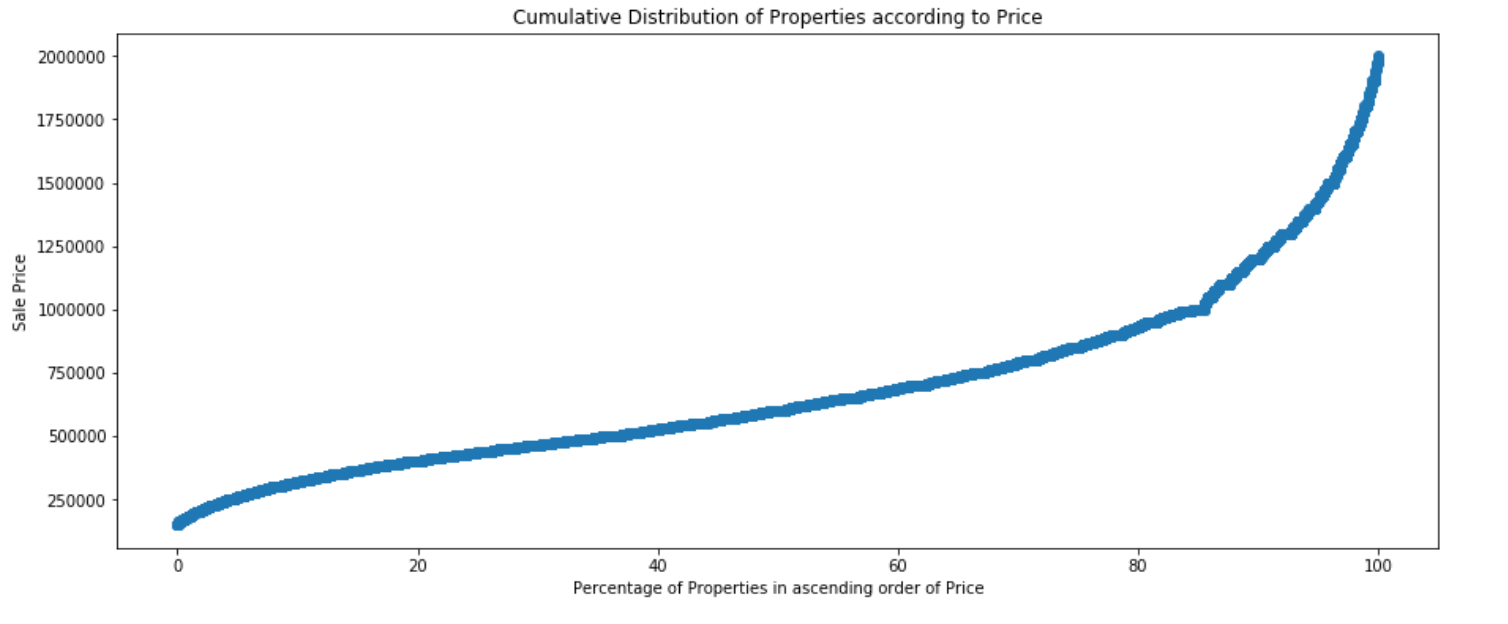 Cumulative Distribution of Properties according to Price
2000000
1750000
1500000
1250000
1000000
750000
500000
250000
Sale Price
0 20 40 60 80 100
Percentage of Properties in ascending order of Price